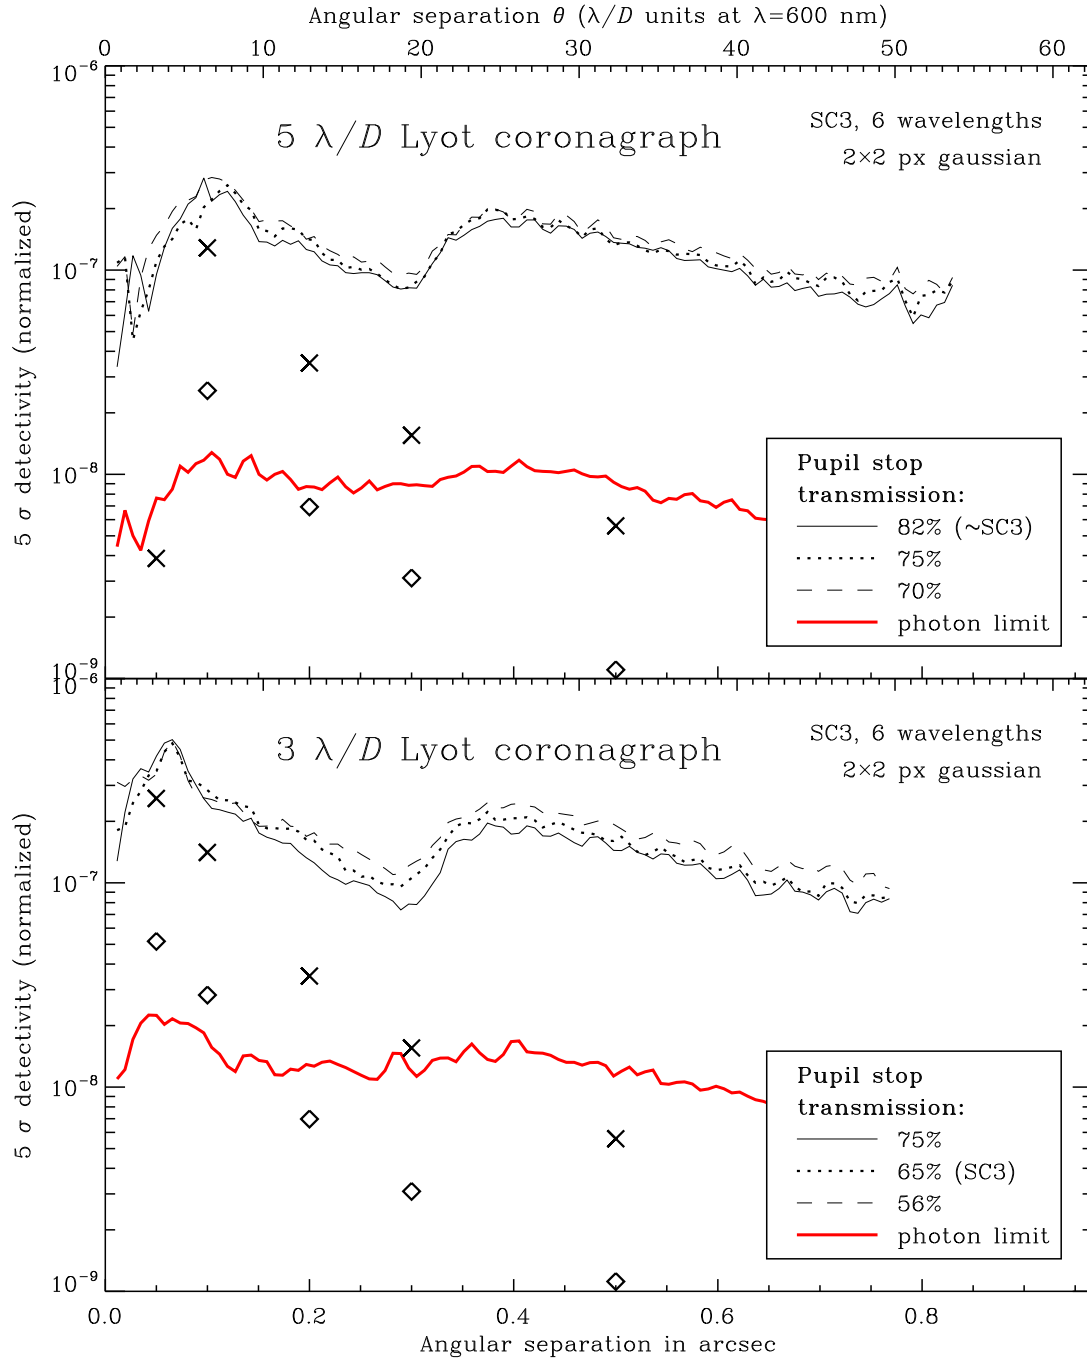 Angular separation θ (λ/D units at λ=600 nm)
0 10 20 30 40 50 60
10⁻⁶
5 λ/D Lyot coronagraph
SC3, 6 wavelengths
2×2 px gaussian
10⁻⁷
5 σ detectivity (normalized)
10⁻⁸
Pupil stop
transmission:
82% (~SC3)
75%
70%
photon limit
10⁻⁹
10⁻⁶
3 λ/D Lyot coronagraph
SC3, 6 wavelengths
2×2 px gaussian
10⁻⁷
5 σ detectivity (normalized)
10⁻⁸
Pupil stop
transmission:
75%
65% (SC3)
56%
photon limit
10⁻⁹
0.0 0.2 0.4 0.6 0.8
Angular separation in arcsec